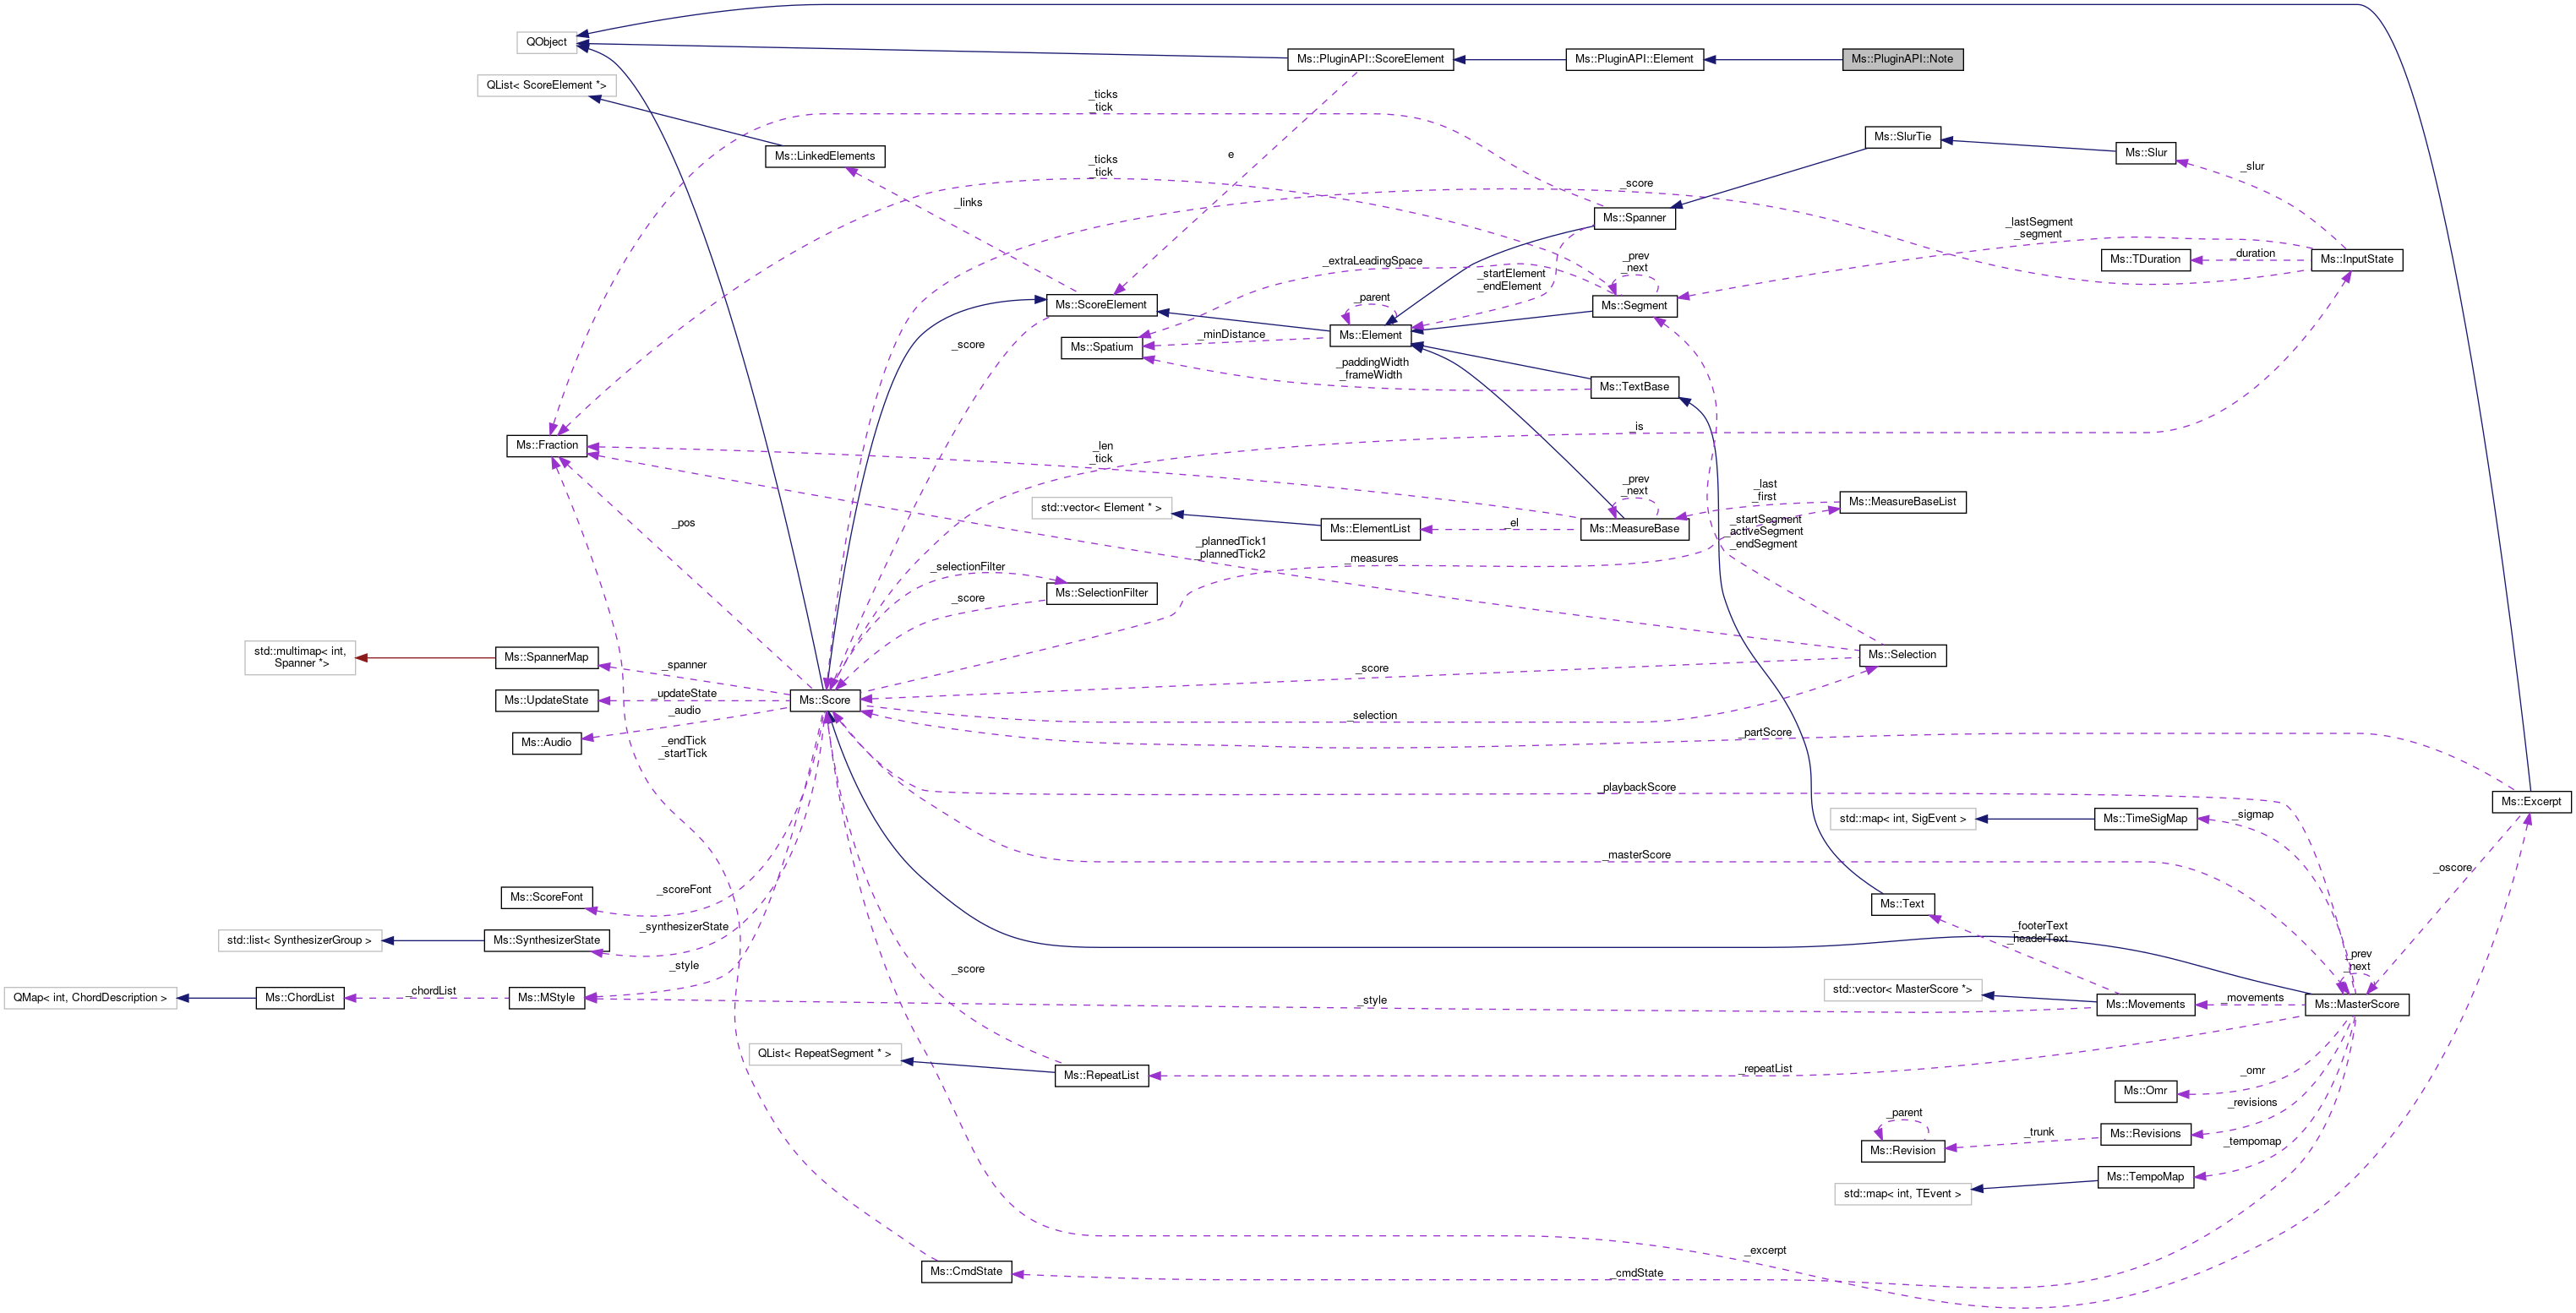 QObject
Ms::PluginAPI::ScoreElement
Ms::PluginAPI::Element
Ms::PluginAPI::Note
QList< ScoreElement *>
_ticks
_tick
Ms::SlurTie
Ms::LinkedElements
e
Ms::Slur
_ticks
_tick
_slur
_score
_links
Ms::Spanner
_lastSegment
_segment
_extraLeadingSpace
_prev
_next
_duration
Ms::TDuration
Ms::InputState
_startElement
_endElement
_parent
Ms::ScoreElement
Ms::Segment
Ms::Element
_minDistance
_score
Ms::Spatium
_paddingWidth
_frameWidth
Ms::TextBase
_is
Ms::Fraction
_len
_tick
_prev
_next
_last
_first
Ms::MeasureBaseList
std::vector< Element * >
_pos
Ms::ElementList
_el
Ms::MeasureBase
_startSegment
_activeSegment
_endSegment
_plannedTick1
_plannedTick2
_measures
_selectionFilter
Ms::SelectionFilter
_score
std::multimap< int,
Spanner *>
Ms::SpannerMap
_spanner
_score
Ms::Selection
Ms::UpdateState
_updateState
Ms::Score
_audio
_selection
_partScore
Ms::Audio
_endTick
_startTick
_playbackScore
Ms::Excerpt
std::map< int, SigEvent >
Ms::TimeSigMap
_sigmap
_masterScore
_oscore
Ms::ScoreFont
_scoreFont
Ms::Text
_synthesizerState
_footerText
_headerText
std::list< SynthesizerGroup >
Ms::SynthesizerState
_prev
_next
_style
_score
std::vector< MasterScore *>
QMap< int, ChordDescription >
Ms::ChordList
_chordList
Ms::MStyle
_style
Ms::Movements
_movements
Ms::MasterScore
QList< RepeatSegment * >
Ms::RepeatList
_repeatList
_omr
Ms::Omr
_revisions
_parent
_trunk
Ms::Revisions
_tempomap
Ms::Revision
Ms::TempoMap
std::map< int, TEvent >
_excerpt
Ms::CmdState
_cmdState